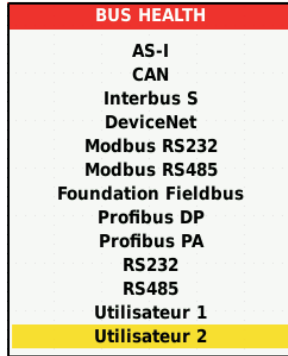 BUS HEALTH
AS-I
CAN
Interbus S
DeviceNet
Modbus RS232
Modbus RS485
Foundation Fieldbus
Profibus DP
Profibus PA
RS232
RS485
Utilisateur 1
Utilisateur 2